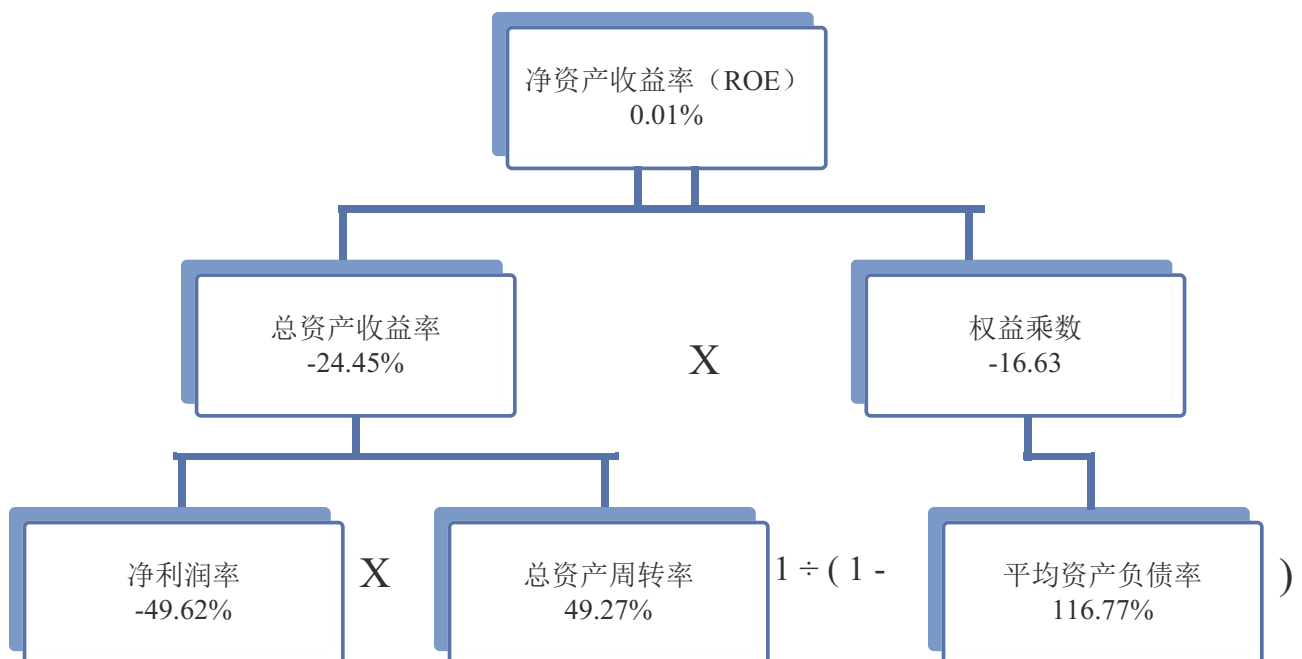 净资产收益率（ROE）
0.01%
总资产收益率
-24.45%
X
权益乘数
-16.63
净利润率
-49.62%
X
总资产周转率
49.27%
1 ÷ ( 1 -
平均资产负债率
116.77%
)